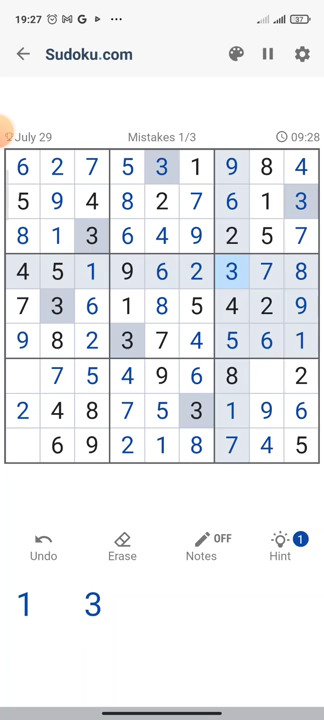 19:27 37
Sudoku.com
July 29 Mistakes 1/3 09:28
6 2 7 5 3 1 9 8 4
5 9 4 8 2 7 6 1 3
8 1 3 6 4 9 2 5 7
4 5 1 9 6 2 3 7 8
7 3 6 1 8 5 4 2 9
9 8 2 3 7 4 5 6 1
7 5 4 9 6 8 2
2 4 8 7 5 3 1 9 6
6 9 2 1 8 7 4 5
OFF 1
Undo Erase Notes Hint
1 3